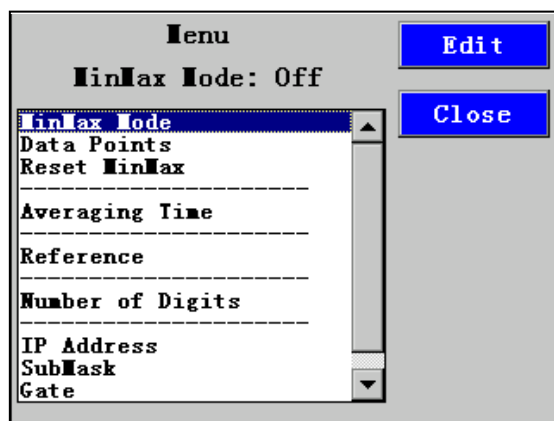 Menu
MinMax Mode: Off
Edit
Close
MinMax Mode
Data Points
Reset MinMax
Averaging Time
Reference
Number of Digits
IP Address
SubMask
Gate